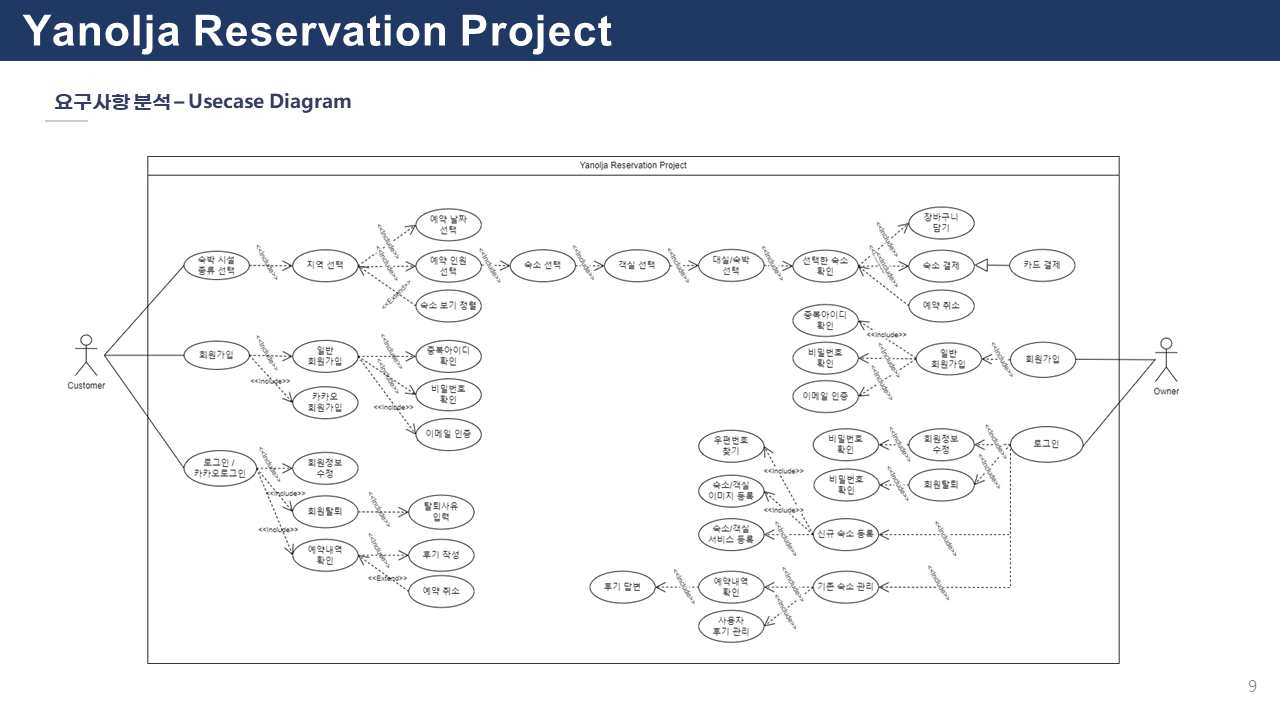 Yanolja Reservation Project
요구사항 분석 – Usecase Diagram
Yanolja Reservation Project
Customer
Owner
숙박 시설
종류 선택
<<Include>>
지역 선택
<<Include>>
<<Include>>
<<Extend>>
예약 날짜
선택
예약 인원
선택
숙소 보기 정렬
<<Include>>
숙소 선택
<<Include>>
객실 선택
<<Include>>
대실/숙박
선택
<<Include>>
선택한 숙소
확인
<<Include>>
<<Include>>
<<Include>>
장바구니
담기
숙소 결제
카드 결제
예약 취소
회원가입
<<Include>>
<<Include>>
일반
회원가입
카카오
회원가입
<<Include>>
<<Include>>
<<Include>>
중복아이디
확인
비밀번호
확인
이메일 인증
로그인 /
카카오로그인
<<Include>>
<<Include>>
<<Include>>
회원정보
수정
회원탈퇴
<<Include>>
탈퇴사유
입력
예약내역
확인
<<Include>>
<<Extend>>
후기 작성
예약 취소
중복아이디
확인
비밀번호
확인
이메일 인증
<<Include>>
<<Include>>
<<Include>>
일반
회원가입
<<Include>>
회원가입
로그인
<<Include>>
<<Include>>
회원정보
수정
<<Include>>
비밀번호
확인
회원탈퇴
<<Include>>
비밀번호
확인
우편번호
찾기
숙소/객실
이미지 등록
숙소/객실
서비스 등록
<<Include>>
<<Include>>
<<Include>>
신규 숙소 등록
<<Include>>
후기 답변
<<Include>>
예약내역
확인
<<Include>>
<<Include>>
기존 숙소 관리
<<Include>>
사용자
후기 관리
9